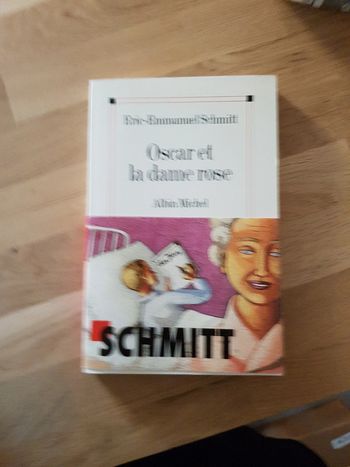 Eric-Emmanuel Schmitt
Oscar et
la dame rose
Albin Michel
SCHMITT